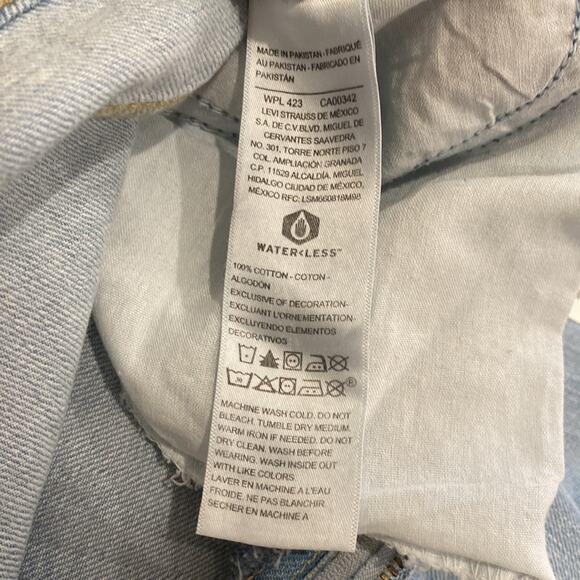 MADE IN PAKISTAN-FABRIQUÉ
AU PAKISTAN-FABRICADO EN
PAKISTÁN
WPL 423 CA00342
LEVI STRAUSS DE MÉXICO
S.A. DE C.V.BLVD. MIGUEL DE
CERVANTES SAAVEDRA
NO. 301, TORRE NORTE PISO 7
COL. AMPLIACIÓN GRANADA
C.P. 11529 ALCALDÍA. MIGUEL
HIDALGO CIUDAD DE MÉXICO,
MÉXICO RFC: LSM660819M98
WATER<LESS™
100% COTTON - COTON -
ALGODÓN
EXCLUSIVE OF DECORATION-
EXCLUANT L'ORNEMENTATION-
EXCLUYENDO ELEMENTOS
DECORATIVOS
MACHINE WASH COLD. DO NOT
BLEACH. TUMBLE DRY MEDIUM.
WARM IRON IF NEEDED. DO NOT
DRY CLEAN. WASH BEFORE
WEARING. WASH INSIDE OUT
WITH LIKE COLORS
LAVER EN MACHINE A L'EAU
FROIDE. NE PAS BLANCHIR.
SECHER EN MACHINE A